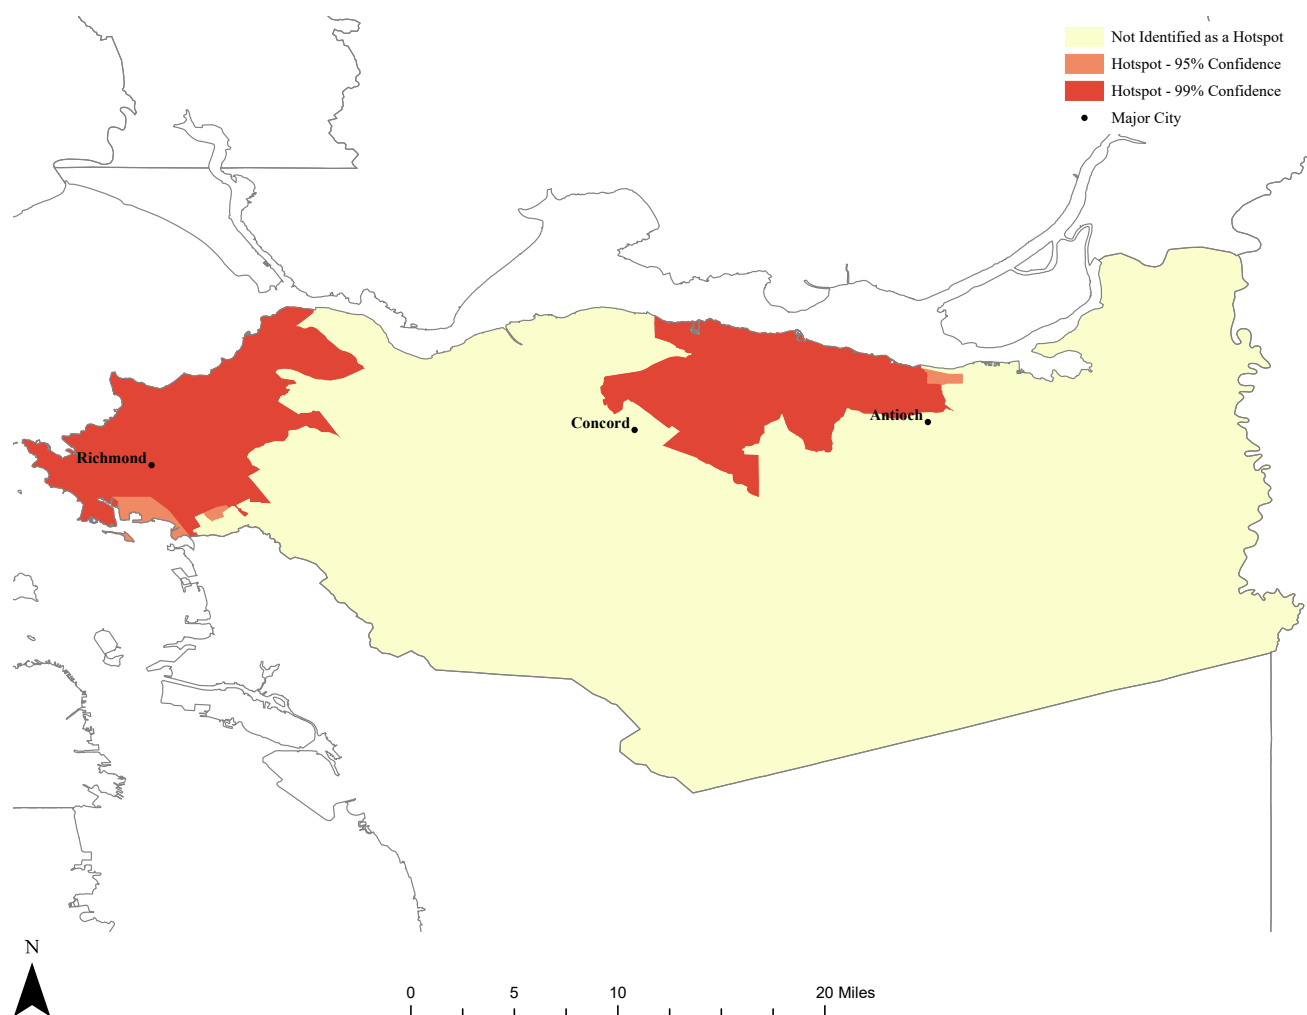 Not Identified as a Hotspot
Hotspot - 95% Confidence
Hotspot - 99% Confidence
Major City
Antioch
Concord
Richmond
N
0 5 10 20 Miles